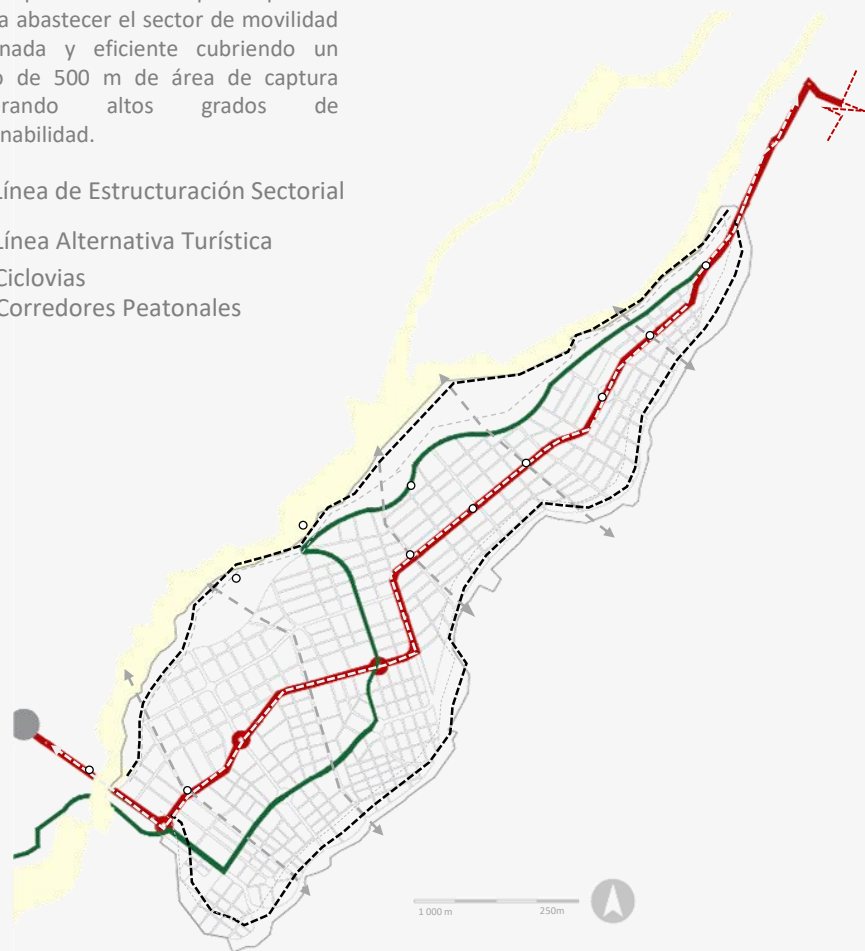 a abastecer el sector de movilidad
nada y eficiente cubriendo un
o de 500 m de área de captura
rando altos grados de
nabilidad.
Línea de Estructuración Sectorial
Línea Alternativa Turística
Ciclovias
Corredores Peatonales
1 000 m
250m